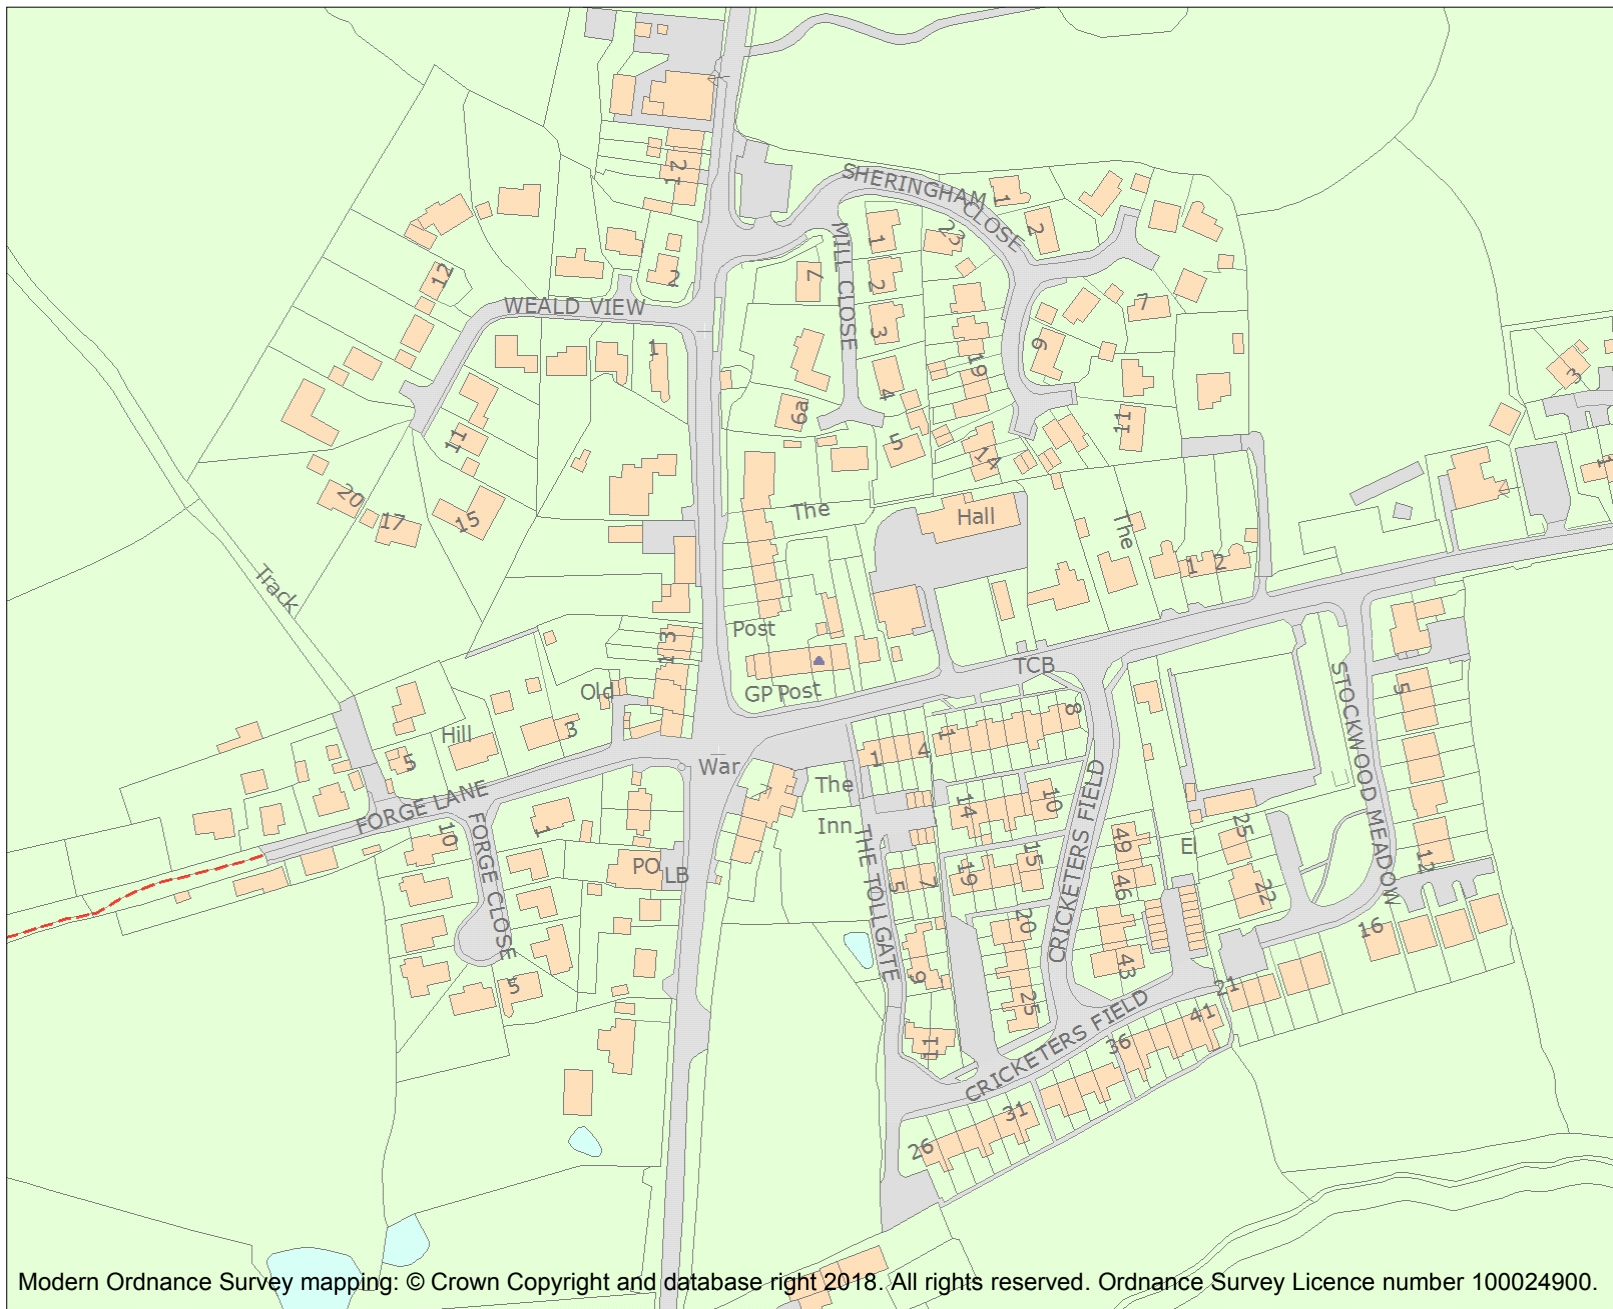 12
SHERINGHAM
CLOSE
1
2
23
1
2
3
4
5
MILL CLOSE
7
6a
2
12
WEALD VIEW
1
11
20
17
15
19
14
9
7
11
3
1
Hall
The
The
1 2
Track
Post
13
GP Post
TCB
Old
3
Hill
5
FORGE LANE
War
The
Inn
1 4
1
8
STOCKWOOD MEADOW
5
12
16
25
22
21
El
CRICKETERS FIELD
14
10
15
19
20
25
49
46
43
THE TOLLGATE
5 7
9
11
PO
LB
10
1
FORGE CLOSE
5
CRICKETERS FIELD
36
41
31
26
Modern Ordnance Survey mapping: © Crown Copyright and database right 2018. All rights reserved. Ordnance Survey Licence number 100024900.